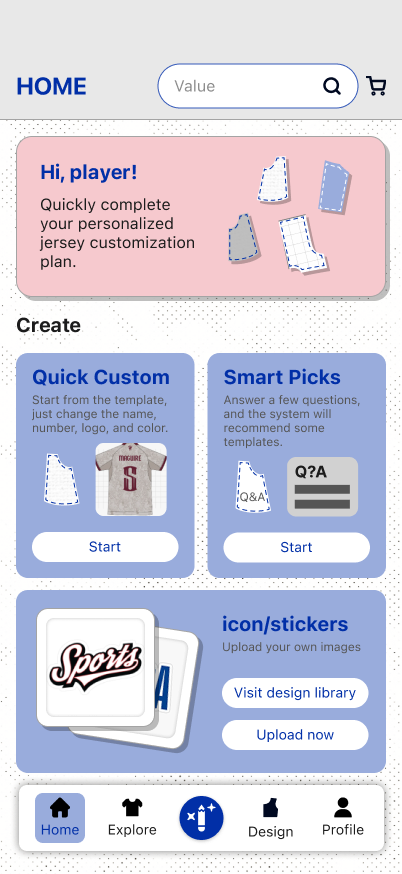 HOME
Value
Hi, player!
Quickly complete
your personalized
jersey customization
plan.
Create
Quick Custom
Start from the template,
just change the name,
number, logo, and color.
MAGUIRE
S
Start
Smart Picks
Answer a few questions,
and the system will
recommend some
templates.
Q&A
Q?A
Start
Sports
A
icon/stickers
Upload your own images
Visit design library
Upload now
Home
Explore
Design
Profile